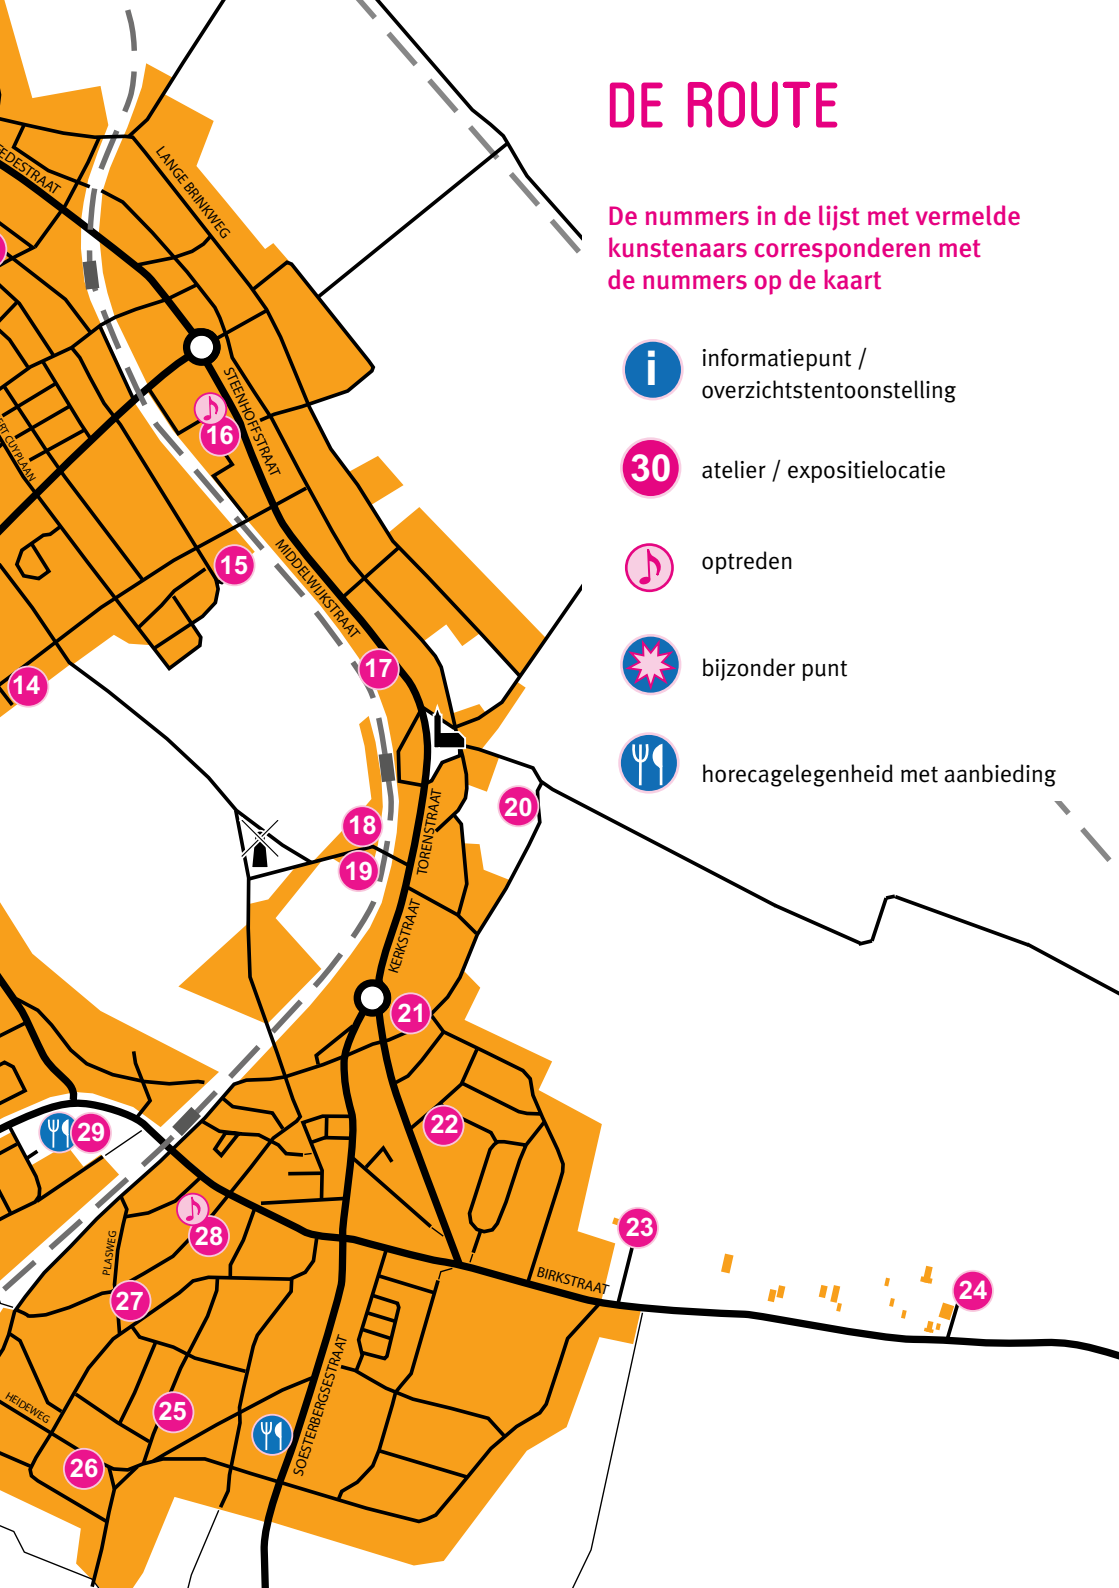 DE ROUTE
De nummers in de lijst met vermelde
kunstenaars corresponderen met
de nummers op de kaart
i
informatiepunt /
overzichtstentoonstelling
30
atelier / expositielocatie
optreden
bijzonder punt
horecagelegenheid met aanbieding
EDESTRAAT
LANGE BRINKWEG
STEENHOFFSTRAAT
16
CUYPLAAN
15
MIDDELWIJKSTRAAT
17
14
20
18
TORENSTRAAT
19
KERKSTRAAT
21
22
29
28
23
PLASWEG
BIRKSTRAAT
24
27
SOESTERBERGSESTRAAT
HEIDEWEG
25
26